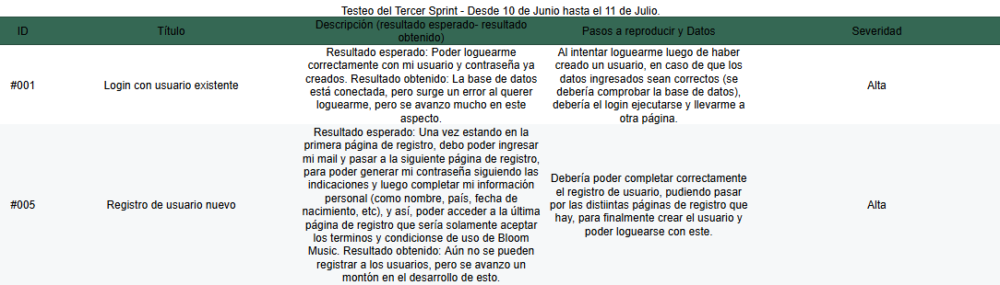 Testeo del Tercer Sprint - Desde 10 de Junio hasta el 11 de Julio.
ID
Título
Descripción (resultado esperado- resultado
obtenido)
Pasos a reproducir y Datos
Severidad
#001
Login con usuario existente
Resultado esperado: Poder loguearme
correctamente con mi usuario y contraseña ya
creados. Resultado obtenido: La base de datos
está conectada, pero surge un error al querer
loguearme, pero se avanzo mucho en este
aspecto.
Al intentar loguearme luego de haber
creado un usuario, en caso de que los
datos ingresados sean correctos (se
debería comprobar la base de datos),
debería el login ejecutarse y llevarme a
otra página.
Alta
#005
Registro de usuario nuevo
Resultado esperado: Una vez estando en la
primera página de registro, debo poder ingresar
mi mail y pasar a la siguiente página de registro,
para poder generar mi contraseña siguiendo las
indicaciones y luego completar mi información
personal (como nombre, país, fecha de
nacimiento, etc), y así, poder acceder a la última
página de registro que sería solamente aceptar
los terminos y condicionse de uso de Bloom
Music. Resultado obtenido: Aún no se pueden
registrar a los usuarios, pero se avanzo un
montón en el desarrollo de esto.
Debería poder completar correctamente
el registro de usuario, pudiendo pasar
por las distiintas páginas de registro que
hay, para finalmente crear el usuario y
poder loguearse con este.
Alta